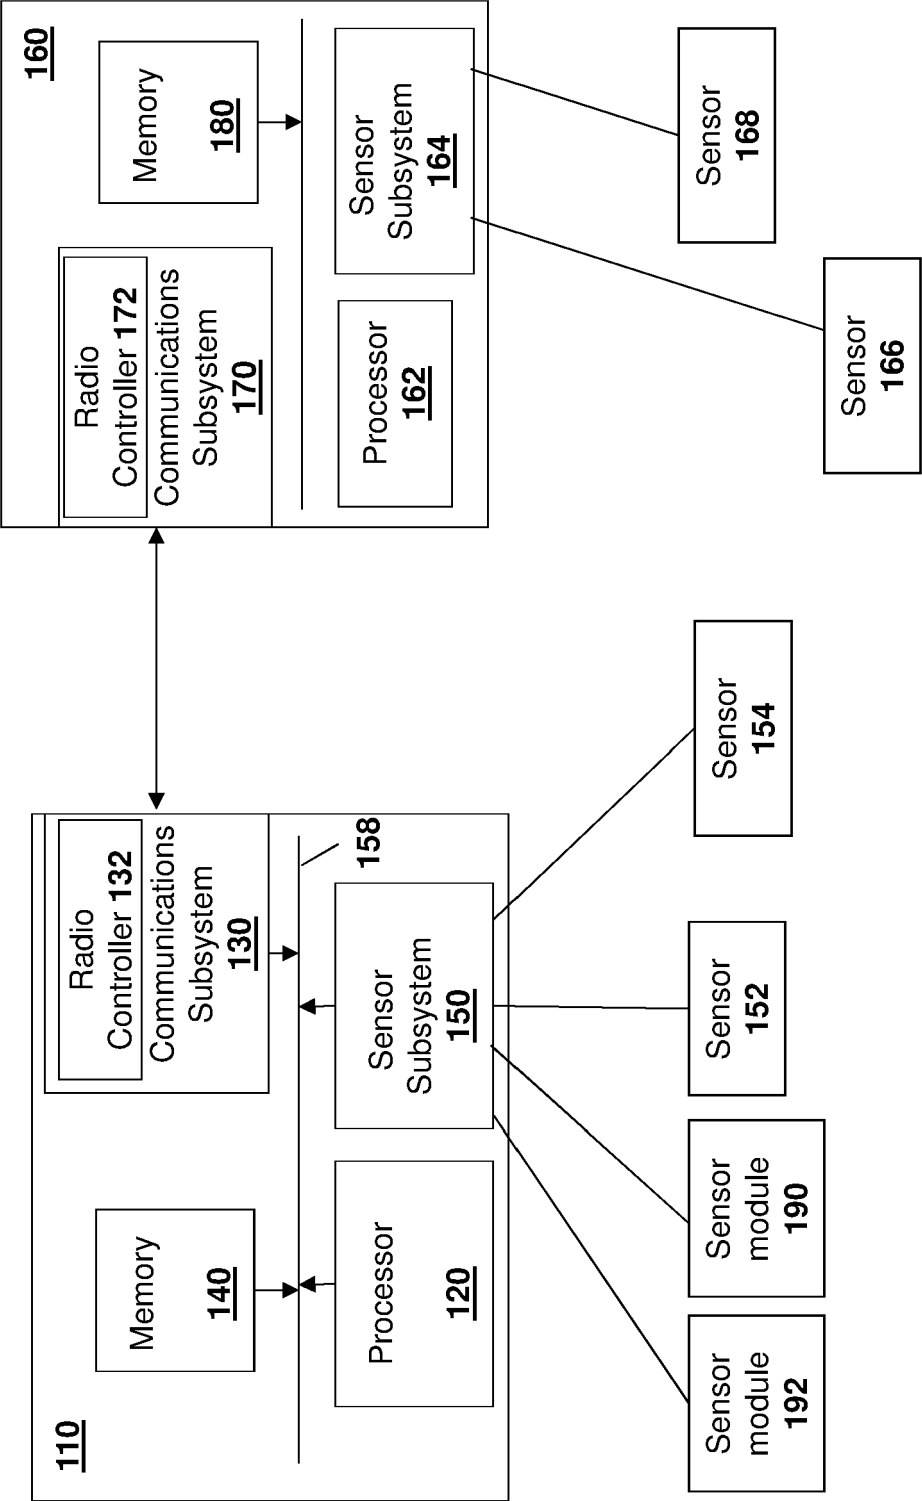 110
Memory
140
Radio
Controller 132
Communications
Subsystem
130
158
Processor
120
Sensor
Subsystem
150
Sensor
module
192
Sensor
module
190
Sensor
152
Sensor
154
160
Radio
Controller 172
Communications
Subsystem
170
Memory
180
Processor
162
Sensor
Subsystem
164
Sensor
166
Sensor
168